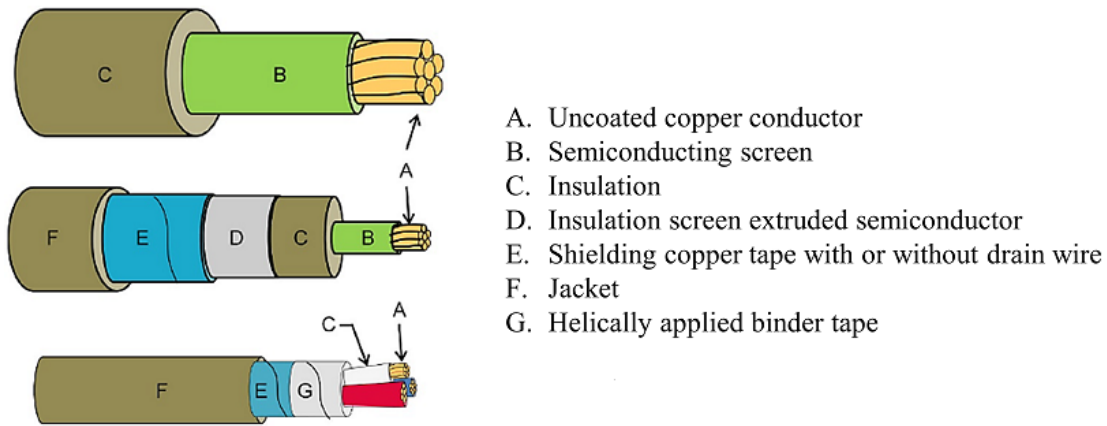 C
B
A
F
E
D
C
B
C
A
F
E
G
A. Uncoated copper conductor
B. Semiconducting screen
C. Insulation
D. Insulation screen extruded semiconductor
E. Shielding copper tape with or without drain wire
F. Jacket
G. Helically applied binder tape